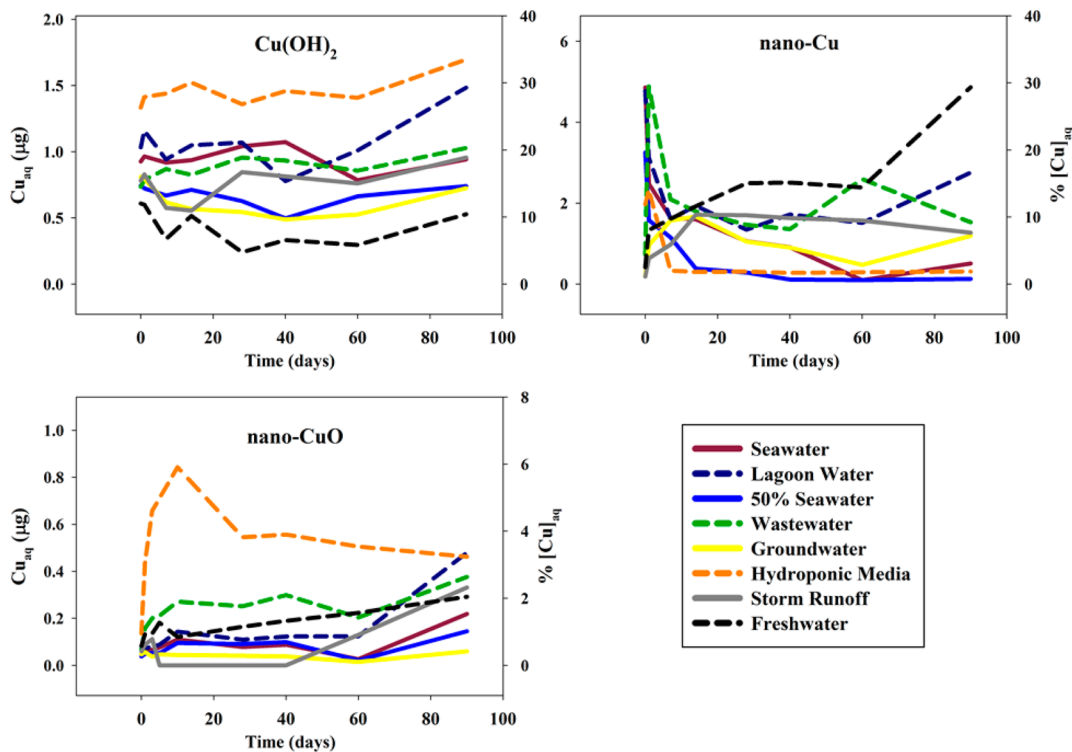 Cu(OH)2
2.0
1.5
1.0
0.5
0.0
Cuaq (µg)
40
30
20
10
0
0 20 40 60 80 100
Time (days)
nano-Cu
6
4
2
0
40
30
20
10
0
% [Cu]aq
0 20 40 60 80 100
Time (days)
nano-CuO
1.0
0.8
0.6
0.4
0.2
0.0
Cuaq (µg)
8
6
4
2
0
% [Cu]aq
0 20 40 60 80 100
Time (days)
Seawater
Lagoon Water
50% Seawater
Wastewater
Groundwater
Hydroponic Media
Storm Runoff
Freshwater